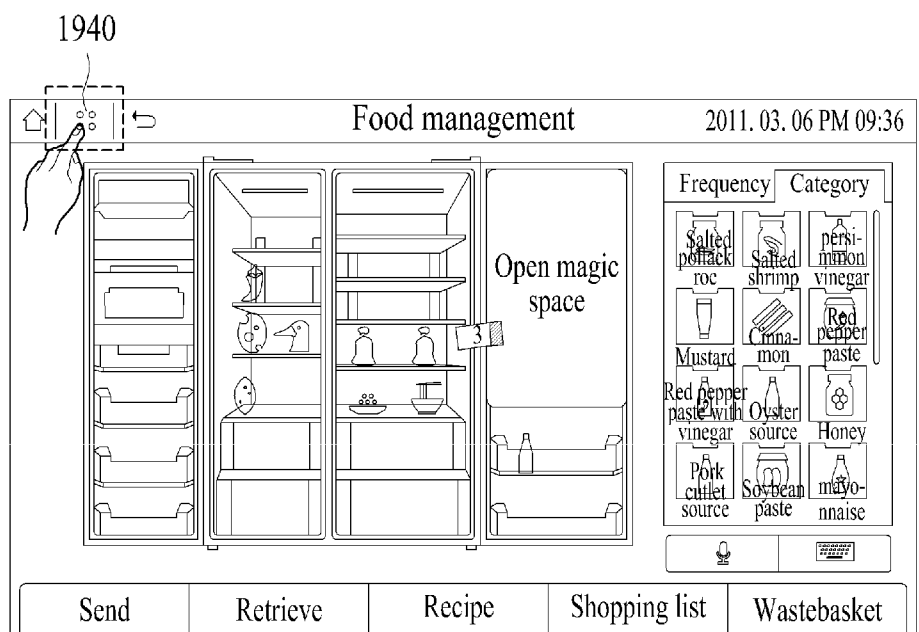 1940
Food management
2011. 03. 06 PM 09:36
Frequency Category
Open magic
space
3
Salted
pollack
roc
Salted
shrimp
persi-
mmon
vinegar
Mustard
Cinna-
mon
Red
pepper
paste
Red pepper
paste with
vinegar
Oyster
source
Honey
Pork
cutlet
source
Soybean
paste
mayo-
nnaise
Send Retrieve Recipe Shopping list Wastebasket